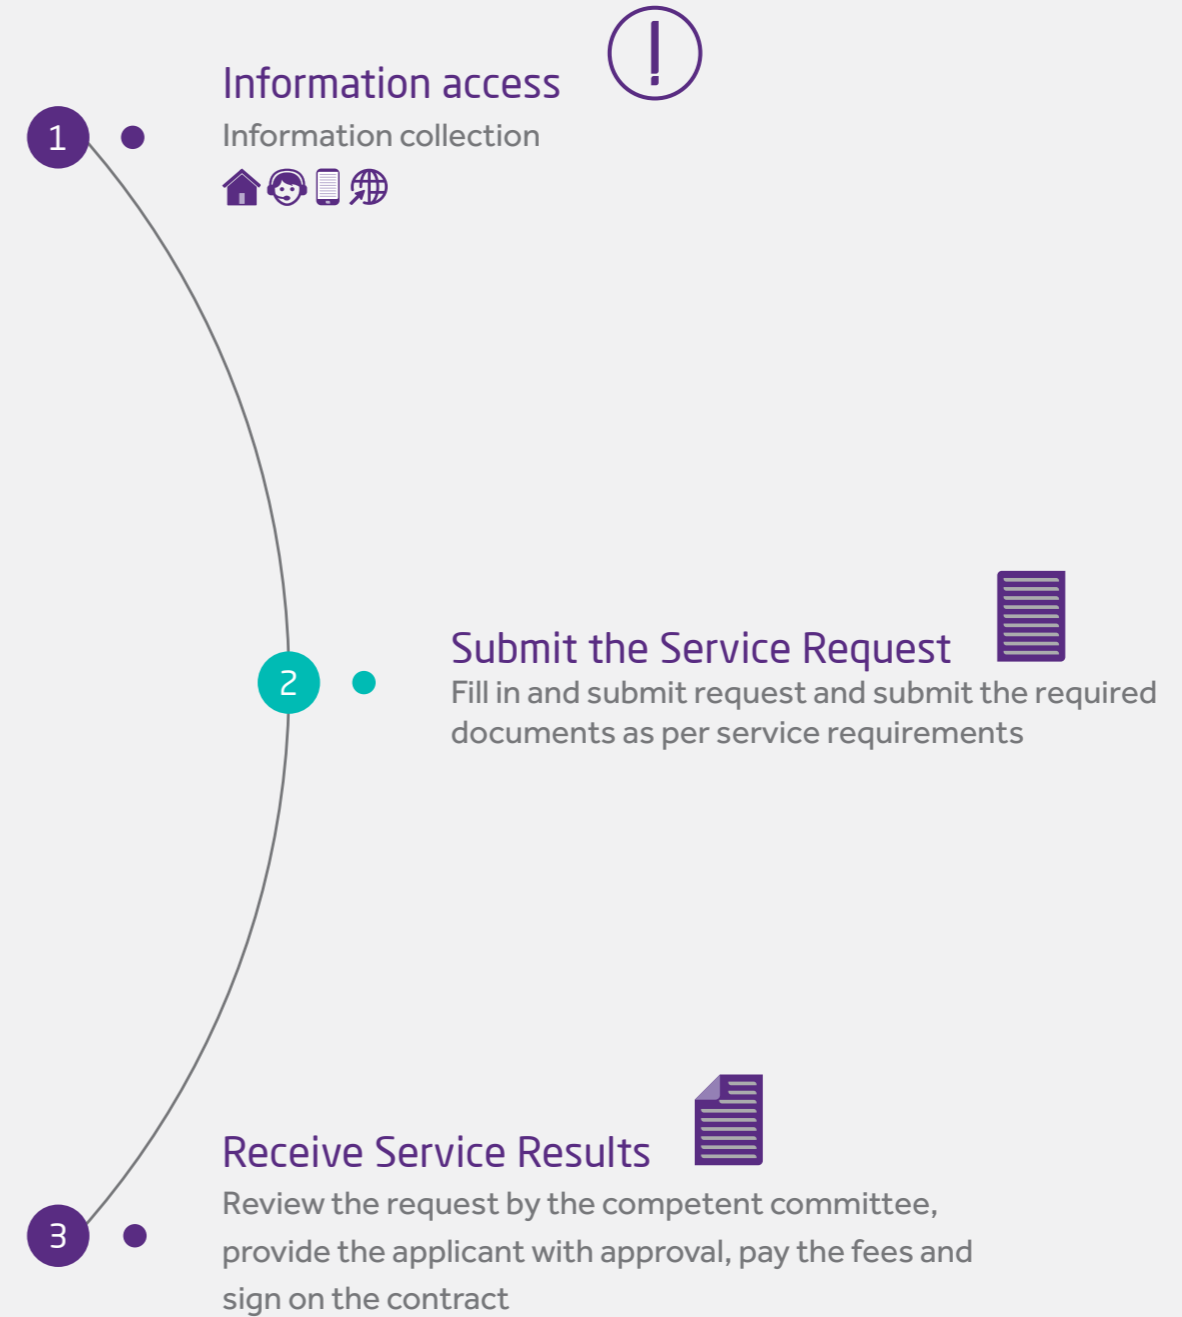 1
Information access
Information collection
2
Submit the Service Request
Fill in and submit request and submit the required
documents as per service requirements
3
Receive Service Results
Review the request by the competent committee,
provide the applicant with approval, pay the fees and
sign on the contract